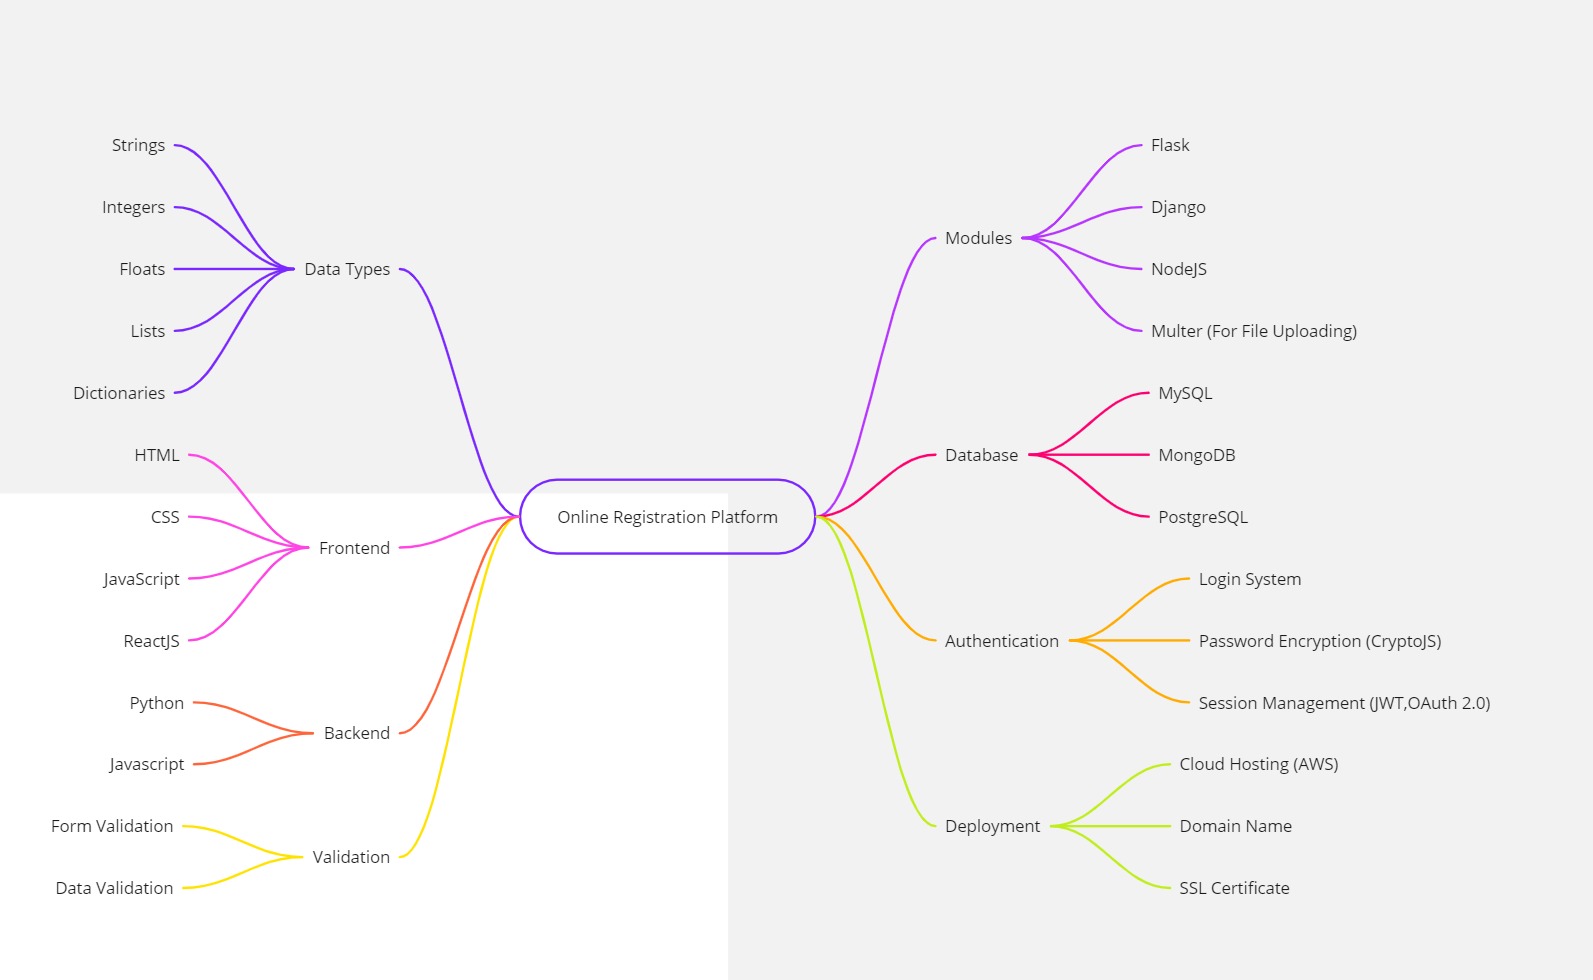 Online Registration Platform
Data Types
Strings
Integers
Floats
Lists
Dictionaries
Frontend
HTML
CSS
JavaScript
ReactJS
Backend
Python
Javascript
Validation
Form Validation
Data Validation
Modules
Flask
Django
NodeJS
Multer (For File Uploading)
Database
MySQL
MongoDB
PostgreSQL
Authentication
Login System
Password Encryption (CryptoJS)
Session Management (JWT,OAuth 2.0)
Deployment
Cloud Hosting (AWS)
Domain Name
SSL Certificate